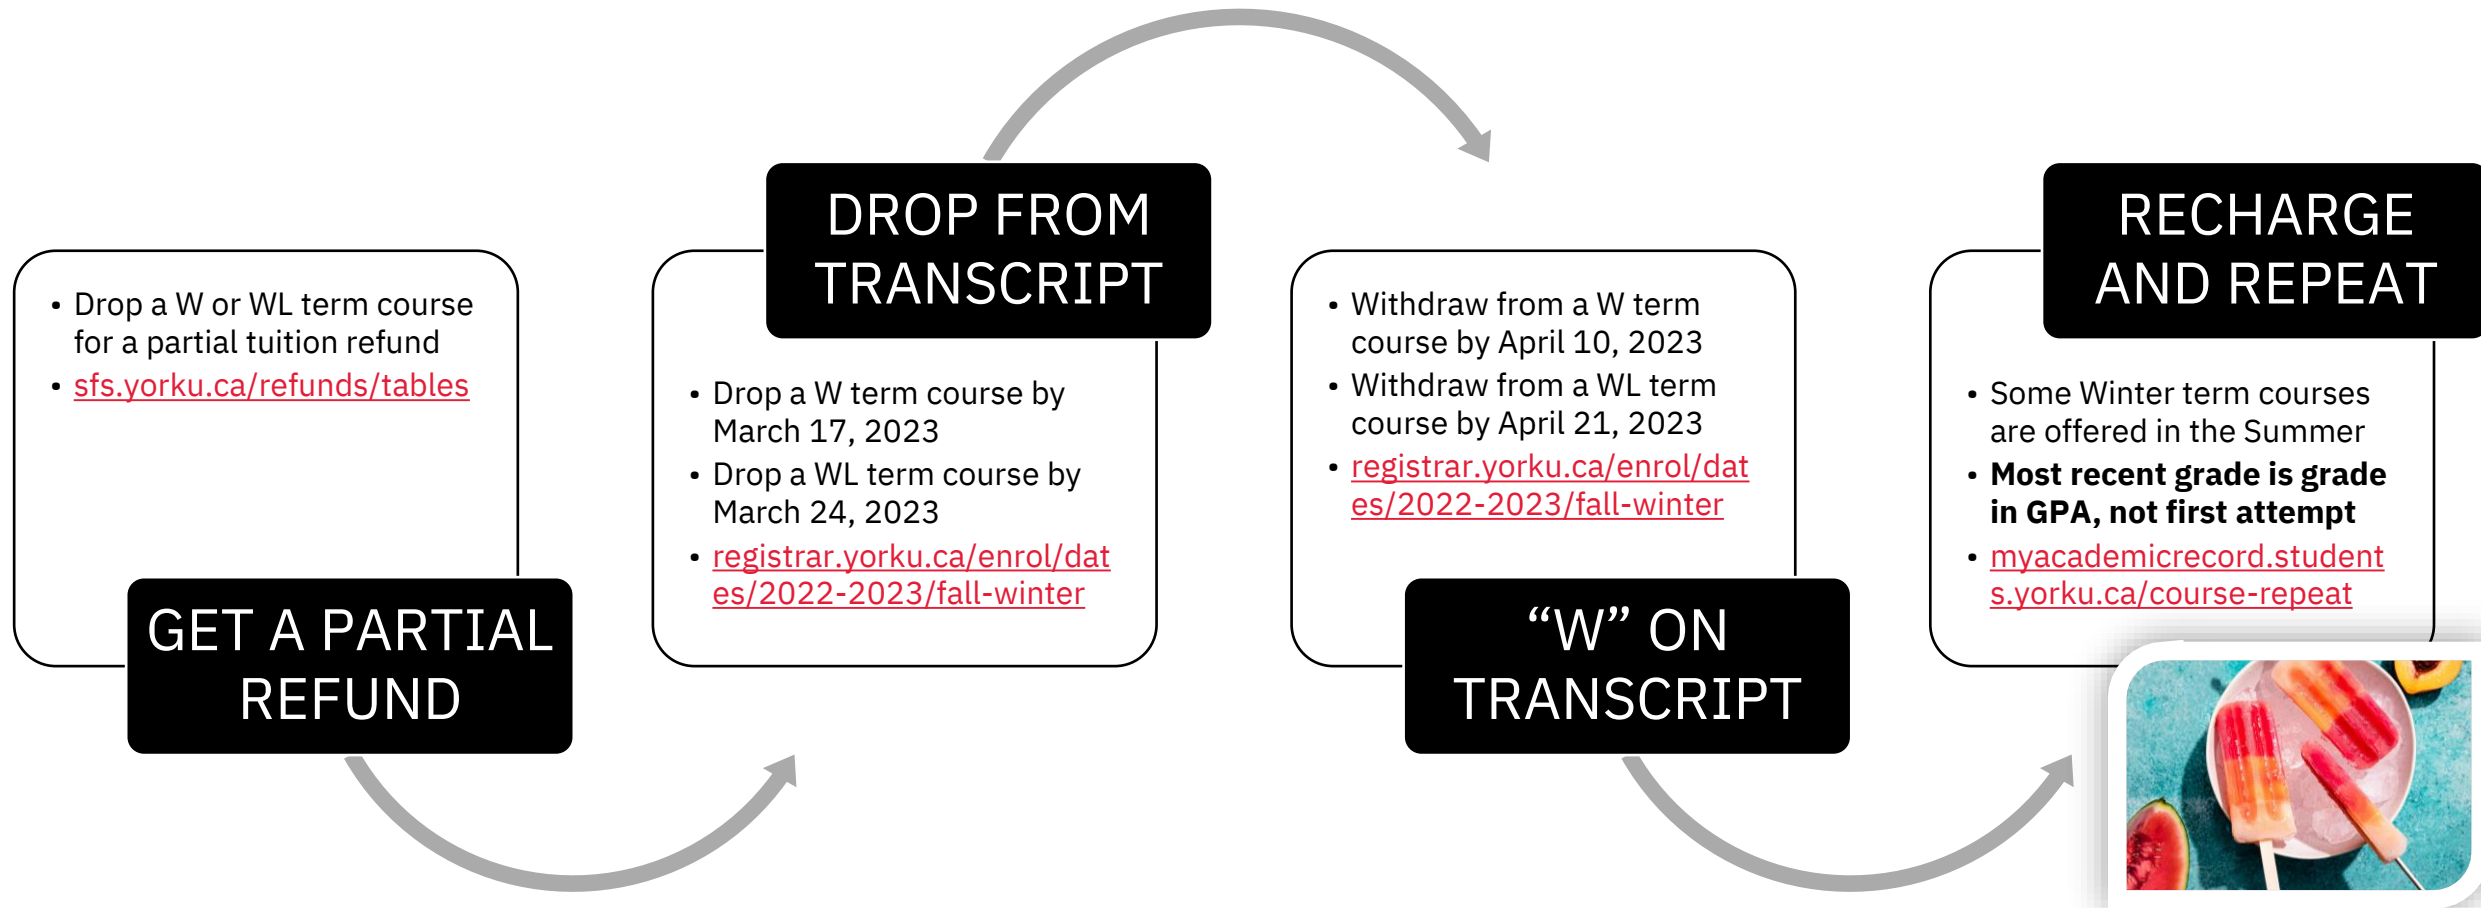 • Drop a W or WL term course
for a partial tuition refund
• sfs.yorku.ca/refunds/tables
GET A PARTIAL
REFUND
DROP FROM
TRANSCRIPT
• Drop a W term course by
March 17, 2023
• Drop a WL term course by
March 24, 2023
• registrar.yorku.ca/enrol/dat
es/2022-2023/fall-winter
• Withdraw from a W term
course by April 10, 2023
• Withdraw from a WL term
course by April 21, 2023
• registrar.yorku.ca/enrol/dat
es/2022-2023/fall-winter
“W” ON
TRANSCRIPT
RECHARGE
AND REPEAT
• Some Winter term courses
are offered in the Summer
• Most recent grade is grade
in GPA, not first attempt
• myacademicrecord.student
s.yorku.ca/course-repeat